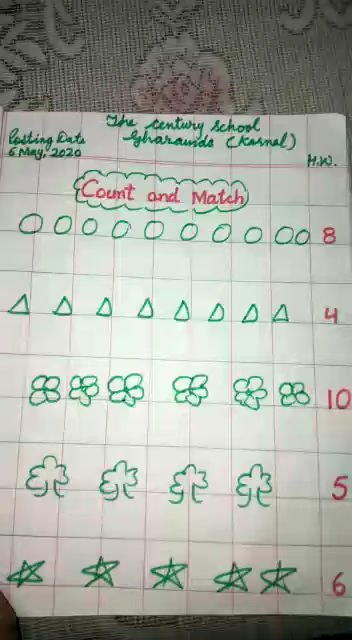 The century school
Posting Date Gharaunda (Karnal)
6 May, 2020
H.W.
Count and Match
8
4
10
5
6